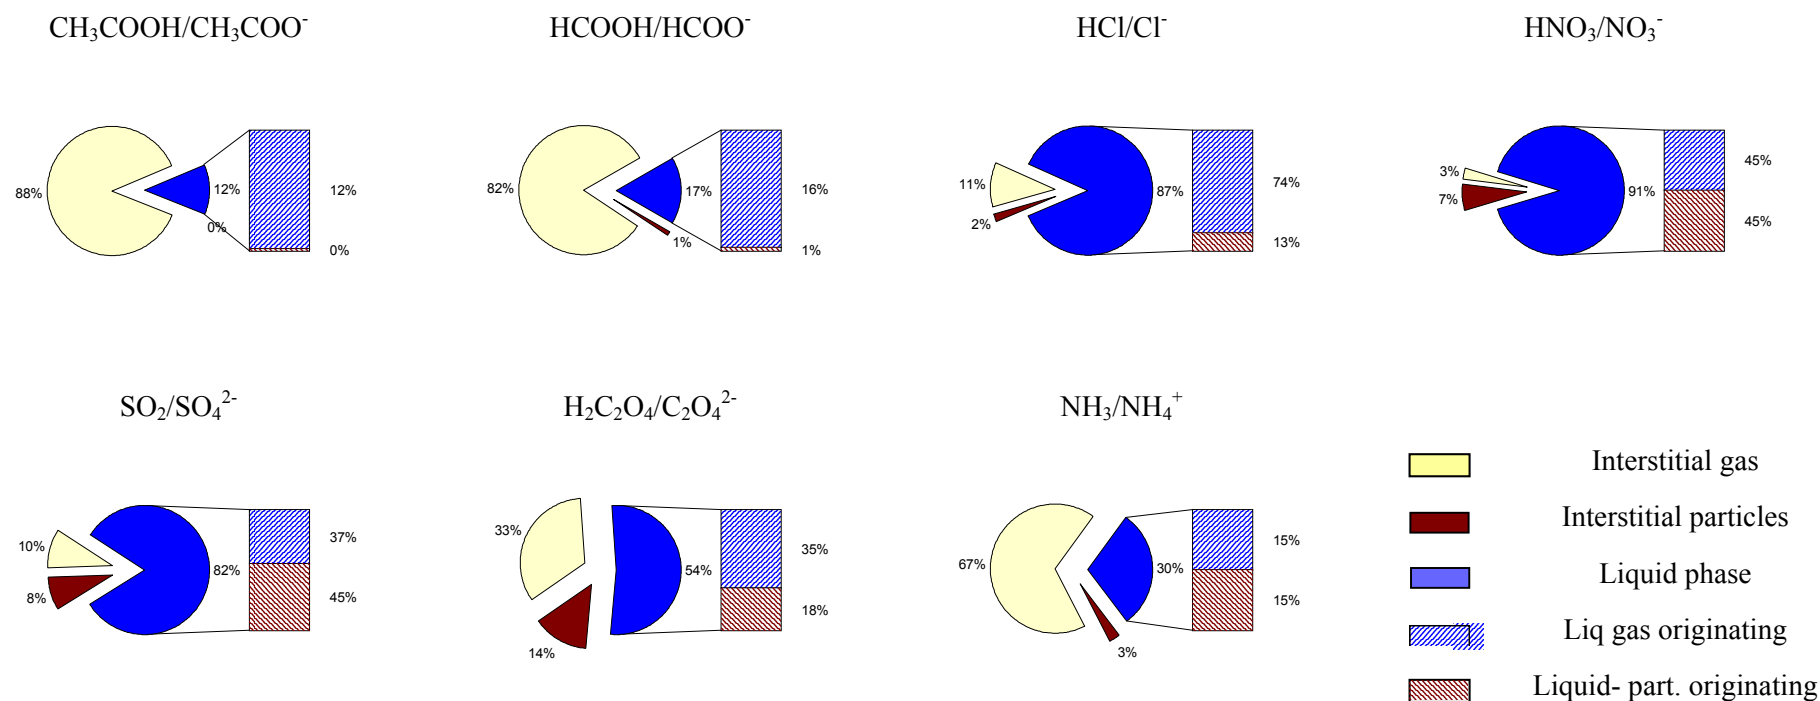 CH₃COOH/CH₃COO⁻
88%
12%
0%
12%
0%
HCOOH/HCOO⁻
82%
17%
1%
16%
1%
HCl/Cl⁻
11%
2%
87%
74%
13%
HNO₃/NO₃⁻
3%
7%
91%
45%
45%
SO₂/SO₄²⁻
10%
8%
82%
37%
45%
H₂C₂O₄/C₂O₄²⁻
33%
14%
54%
35%
18%
NH₃/NH₄⁺
67%
3%
30%
15%
15%
Interstitial gas
Interstitial particles
Liquid phase
Liq gas originating
Liquid- part. originating